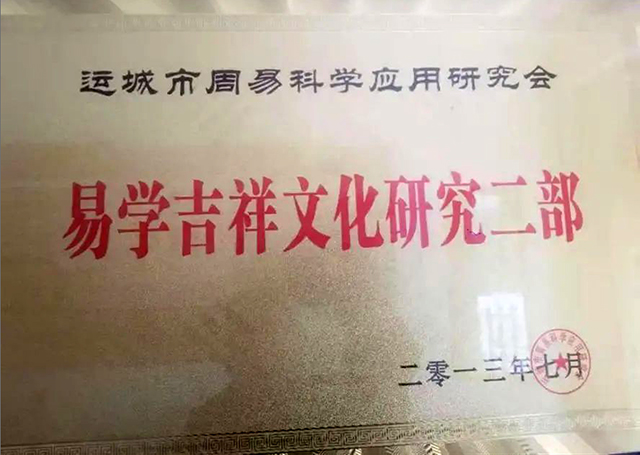 运城市周易科学应用研究会
易学吉祥文化研究二部
二零一三年七月